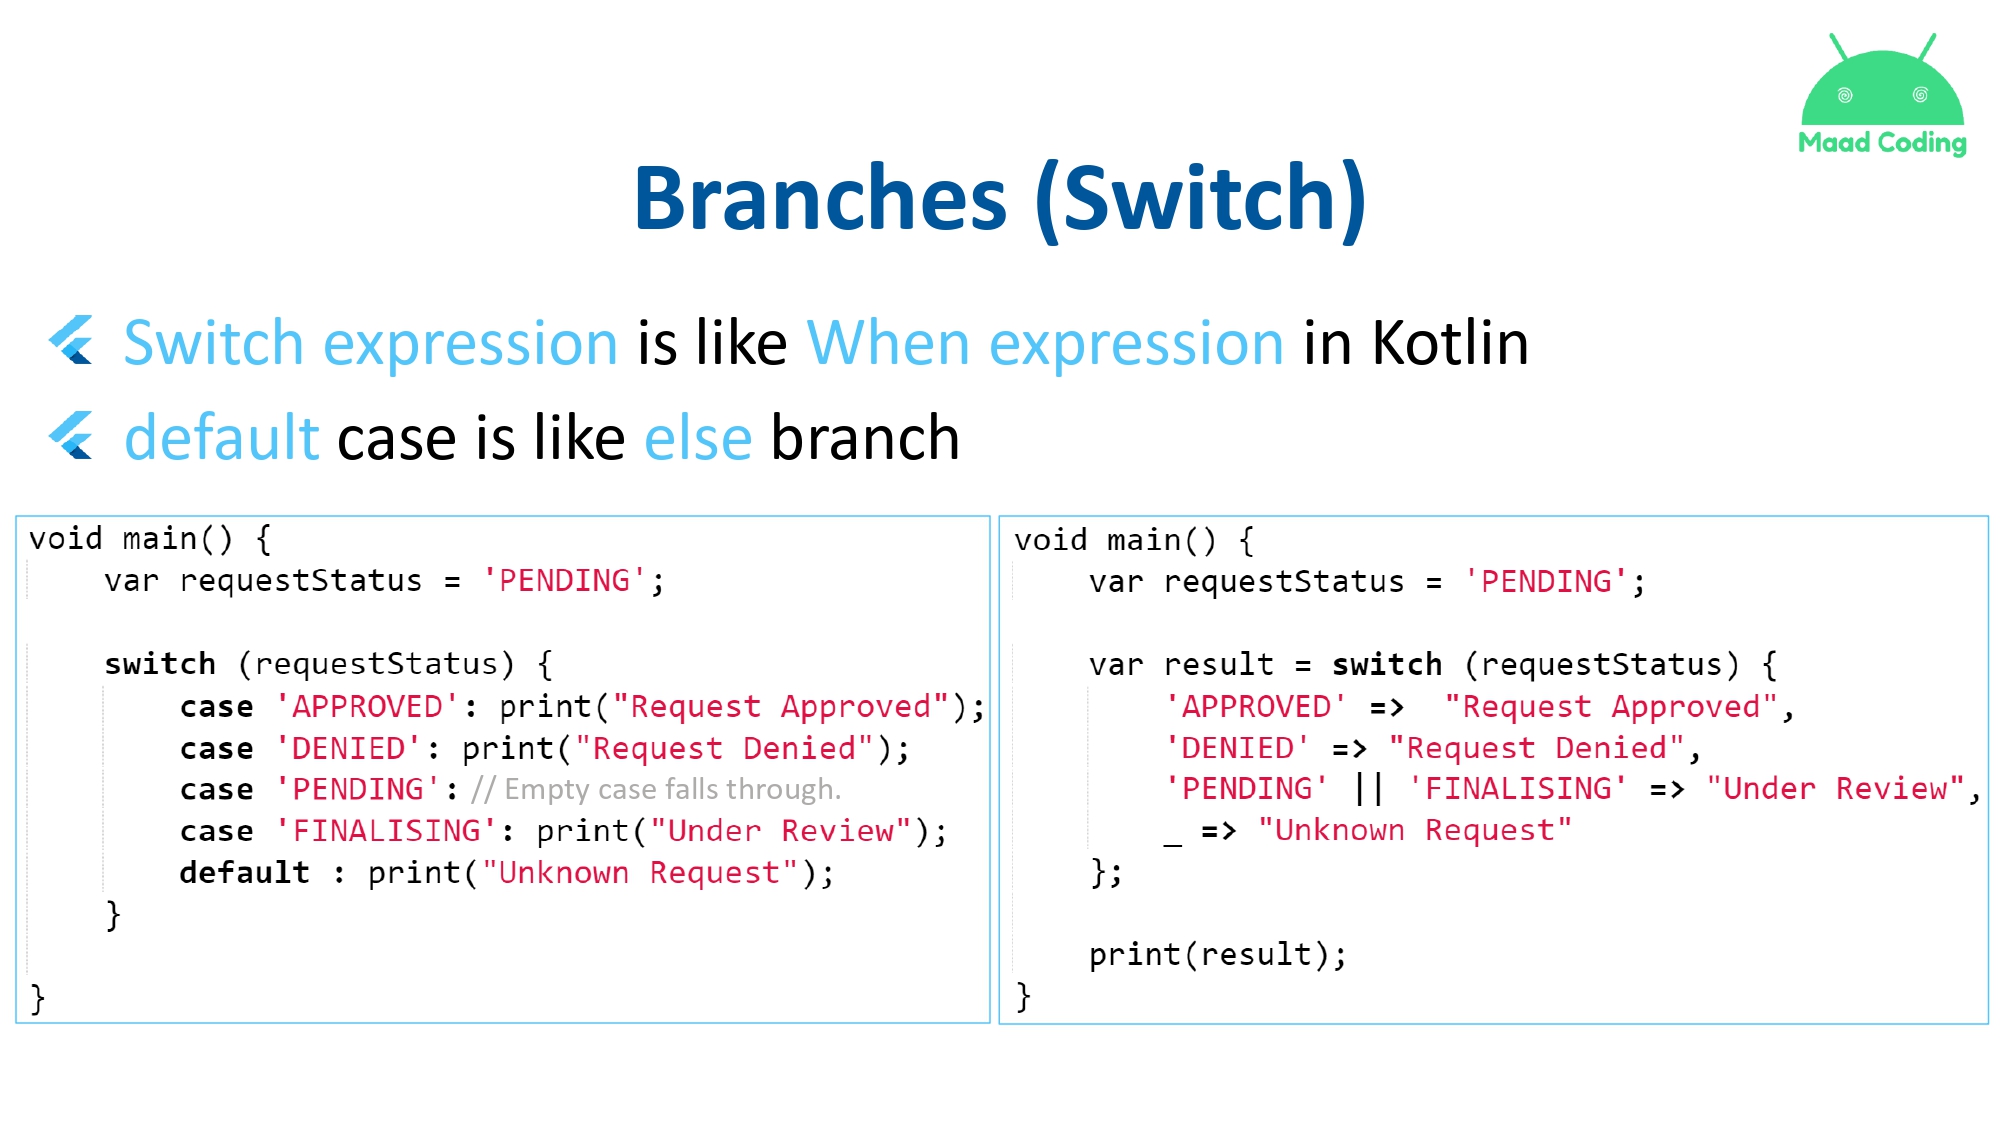 Maad Coding
Branches (Switch)
Switch expression is like When expression in Kotlin
default case is like else branch
void main() {
    var requestStatus = 'PENDING';
    switch (requestStatus) {
        case 'APPROVED': print("Request Approved");
        case 'DENIED': print("Request Denied");
        case 'PENDING': // Empty case falls through.
        case 'FINALISING': print("Under Review");
        default : print("Unknown Request");
    }
}
void main() {
    var requestStatus = 'PENDING';
    var result = switch (requestStatus) {
        'APPROVED' =>  "Request Approved",
        'DENIED' => "Request Denied",
        'PENDING' || 'FINALISING' => "Under Review",
        _ => "Unknown Request"
    };
    print(result);
}